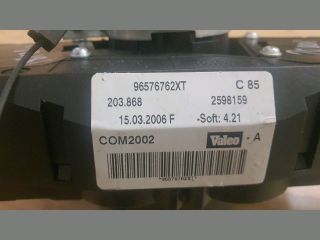 96576762XT C 85
203.868 2598159
15.03.2006 F -Soft: 4.21
COM2002 Valeo - A